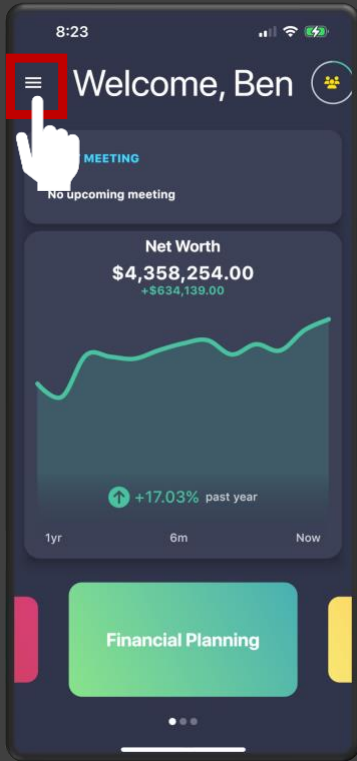 8:23
Welcome, Ben
MEETING
No upcoming meeting
Net Worth
$4,358,254.00
+$634,139.00
+17.03% past year
1yr 6m Now
Financial Planning